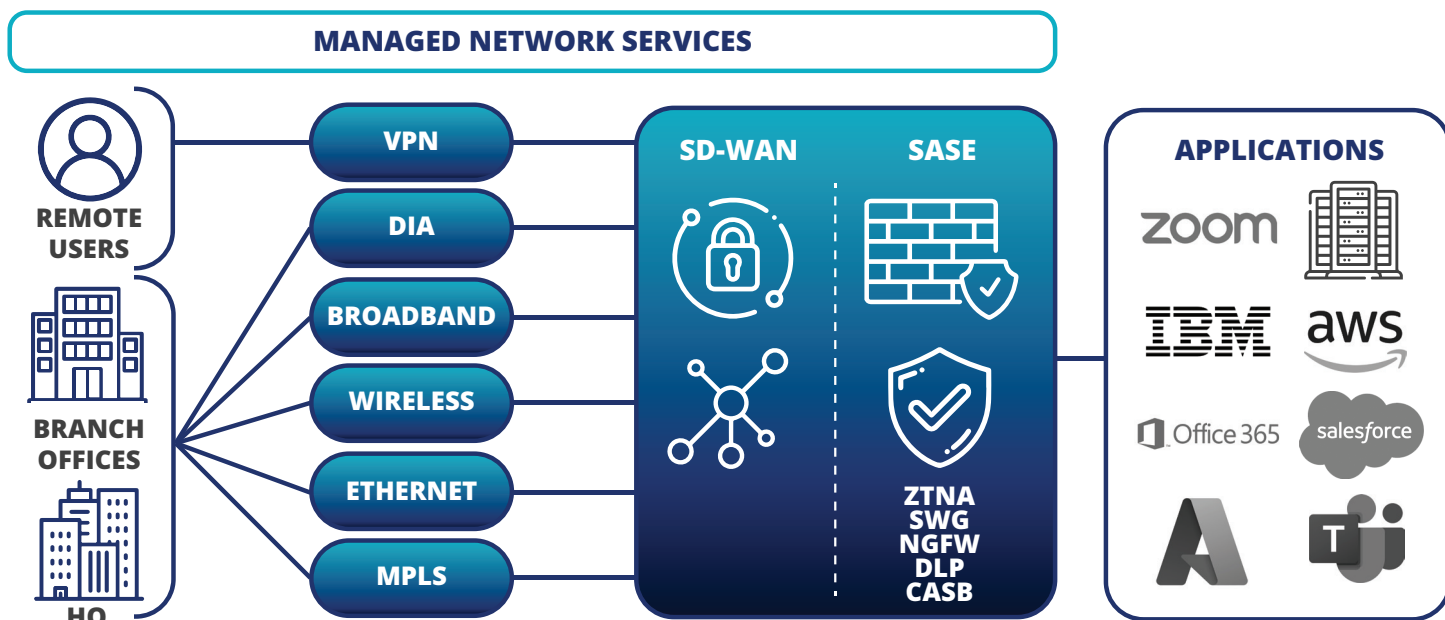 MANAGED NETWORK SERVICES
REMOTE
USERS
BRANCH
OFFICES
HQ
VPN
DIA
BROADBAND
WIRELESS
ETHERNET
MPLS
SD-WAN
SASE
ZTNA
SWG
NGFW
DLP
CASB
APPLICATIONS
zoom
IBM
aws
Office 365
salesforce
T